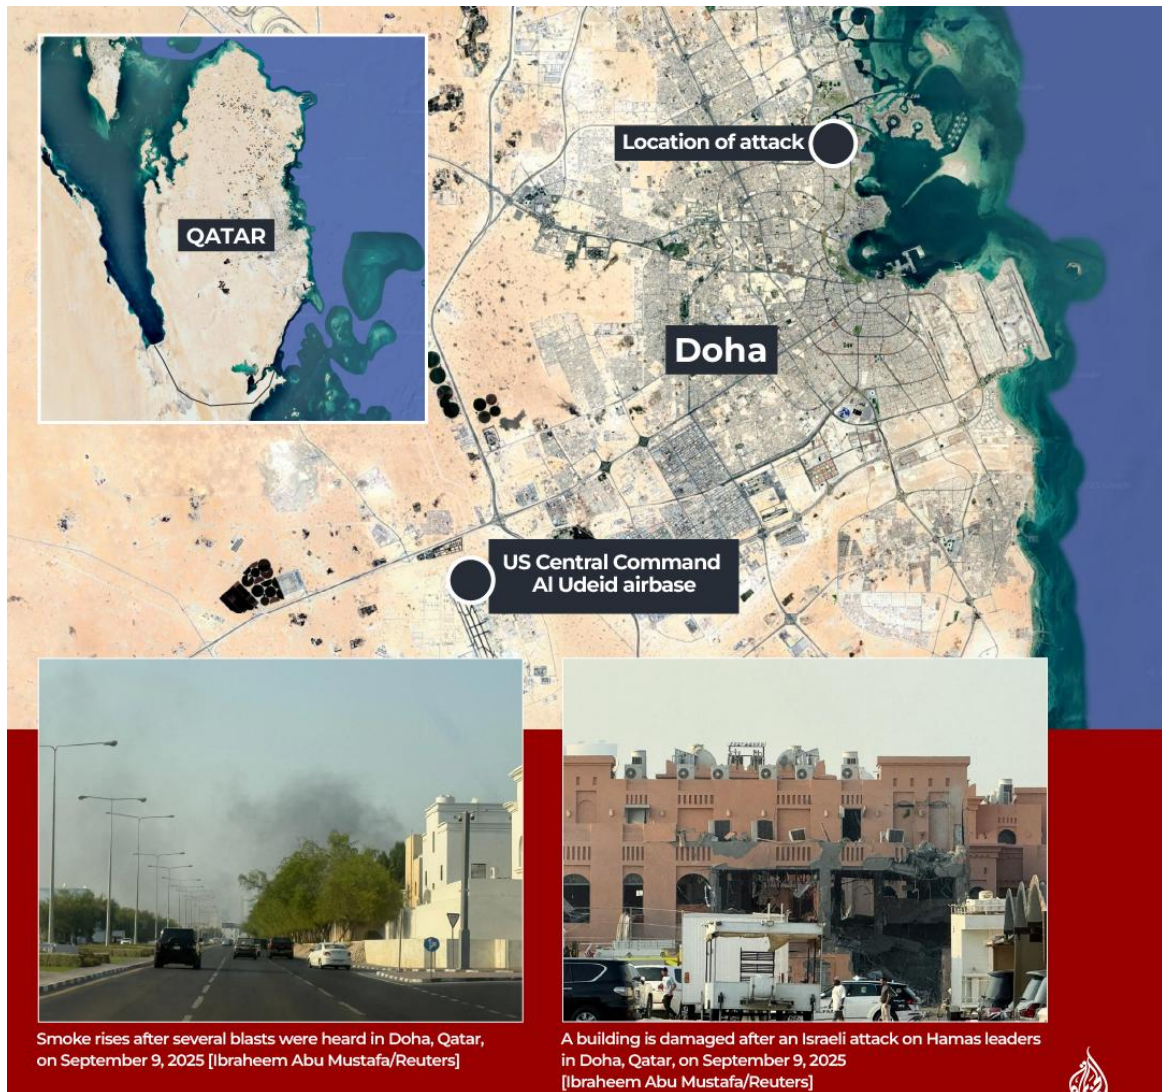 QATAR
Location of attack
Doha
US Central Command
Al Udeid airbase
Smoke rises after several blasts were heard in Doha, Qatar,
on September 9, 2025 [Ibraheem Abu Mustafa/Reuters]
A building is damaged after an Israeli attack on Hamas leaders
in Doha, Qatar, on September 9, 2025
[Ibraheem Abu Mustafa/Reuters]